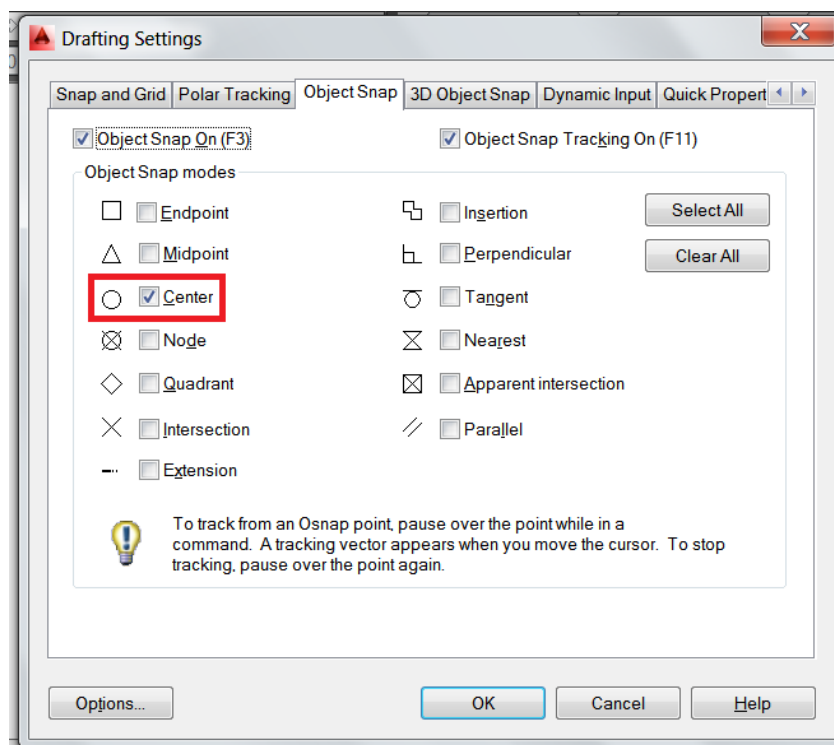 Drafting Settings
Snap and Grid Polar Tracking Object Snap 3D Object Snap Dynamic Input Quick Propert
Object Snap On (F3) Object Snap Tracking On (F11)
Object Snap modes
Endpoint Insertion Select All
Midpoint Perpendicular Clear All
Center Tangent
Node Nearest
Quadrant Apparent intersection
Intersection Parallel
Extension
To track from an Osnap point, pause over the point while in a
command. A tracking vector appears when you move the cursor. To stop
tracking, pause over the point again.
Options... OK Cancel Help